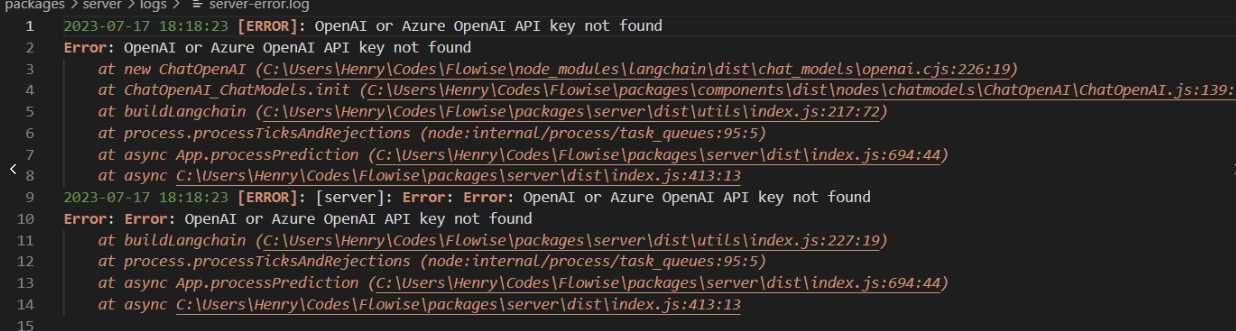 packages > server > logs > server-error.log
1 2023-07-17 18:18:23 [ERROR]: OpenAI or Azure OpenAI API key not found
2 Error: OpenAI or Azure OpenAI API key not found
3 at new ChatOpenAI (C:\Users\Henry\Codes\Flowise\node_modules\langchain\dist\chat_models\openai.cjs:226:19)
4 at ChatOpenAI_ChatModels.init (C:\Users\Henry\Codes\Flowise\packages\components\dist\nodes\chatmodels\ChatOpenAI\ChatOpenAI.js:139:
5 at buildLangchain (C:\Users\Henry\Codes\Flowise\packages\server\dist\utils\index.js:217:72)
6 at process.processTicksAndRejections (node:internal/process/task_queues:95:5)
7 at async App.processPrediction (C:\Users\Henry\Codes\Flowise\packages\server\dist\index.js:694:44)
8 at async C:\Users\Henry\Codes\Flowise\packages\server\dist\index.js:413:13
9 2023-07-17 18:18:23 [ERROR]: [server]: Error: Error: OpenAI or Azure OpenAI API key not found
10 Error: Error: OpenAI or Azure OpenAI API key not found
11 at buildLangchain (C:\Users\Henry\Codes\Flowise\packages\server\dist\utils\index.js:227:19)
12 at process.processTicksAndRejections (node:internal/process/task_queues:95:5)
13 at async App.processPrediction (C:\Users\Henry\Codes\Flowise\packages\server\dist\index.js:694:44)
14 at async C:\Users\Henry\Codes\Flowise\packages\server\dist\index.js:413:13
15